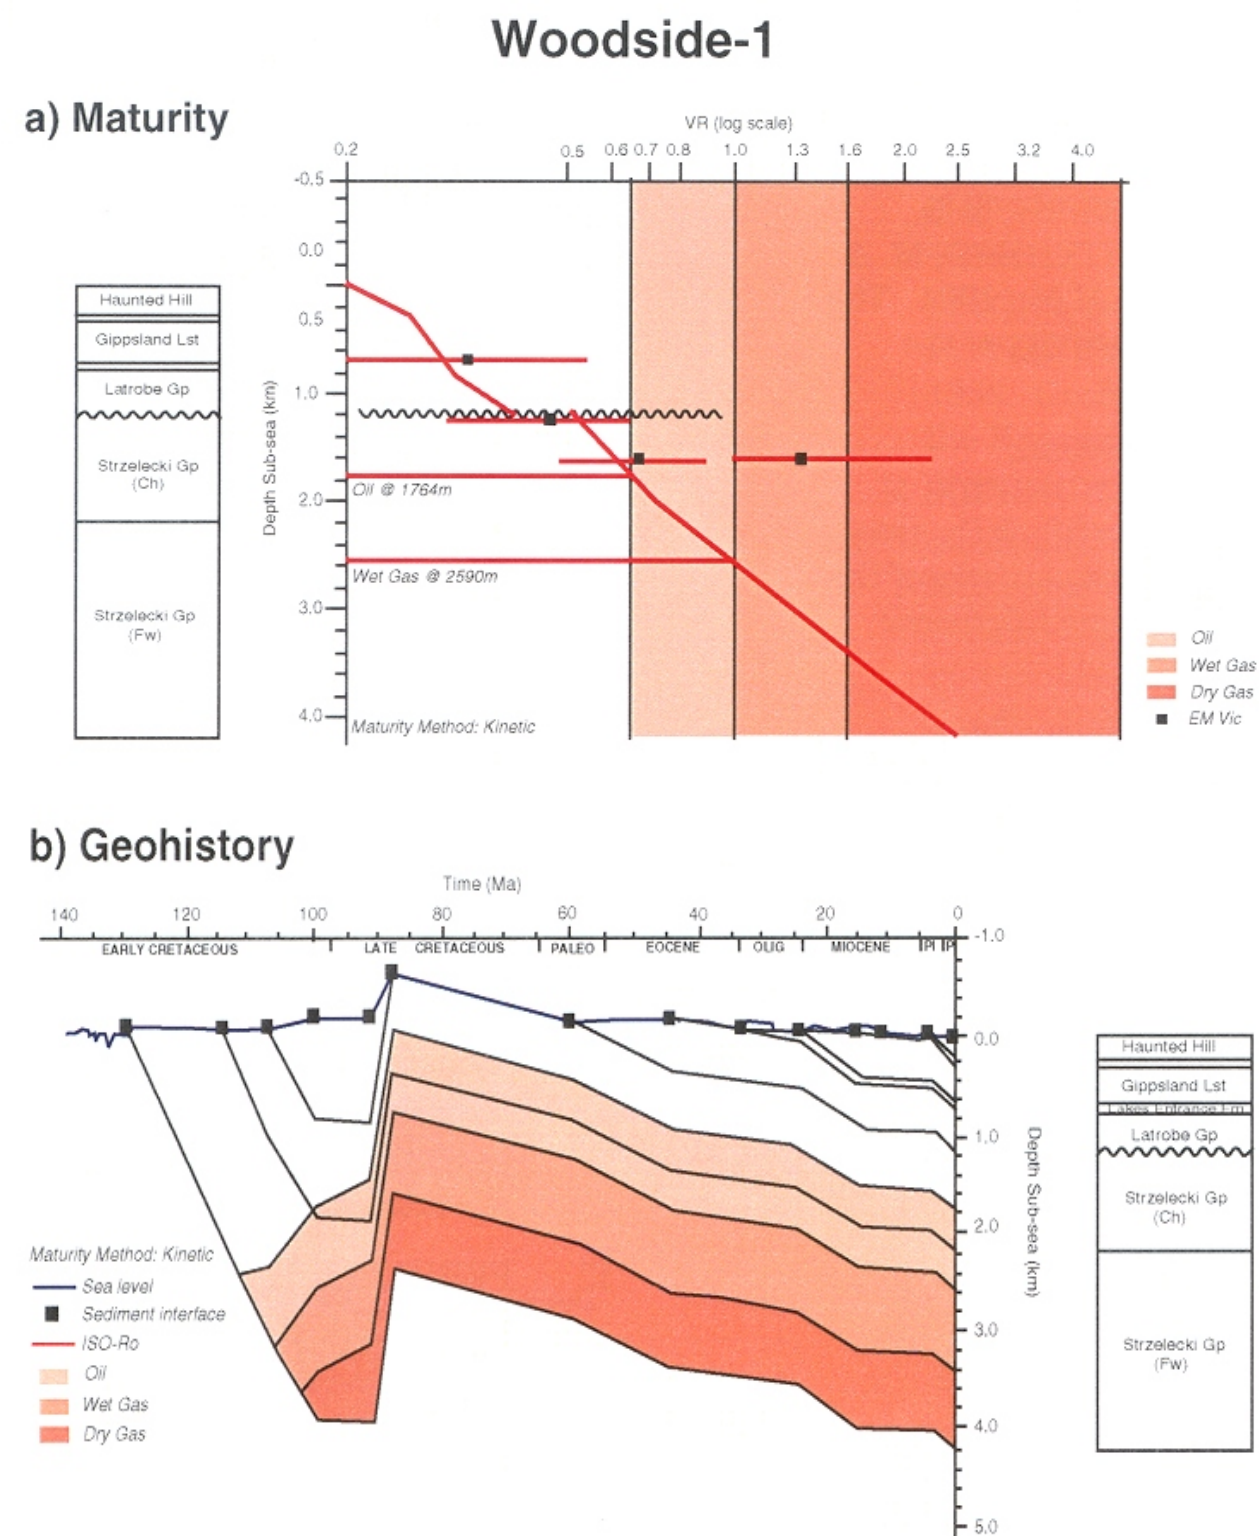 Woodside-1
a) Maturity
VR (log scale)
0.2 0.5 0.6 0.7 0.8 1.0 1.3 1.6 2.0 2.5 3.2 4.0
-0.5
0.0
0.5
1.0
2.0
3.0
4.0
Depth Sub-sea (km)
Haunted Hill
Gippsland Lst
Latrobe Gp
Strzelecki Gp
(Ch)
Strzelecki Gp
(Fw)
Oil @ 1764m
Wet Gas @ 2590m
Maturity Method: Kinetic
Oil
Wet Gas
Dry Gas
EM Vic
b) Geohistory
Time (Ma)
140 120 100 80 60 40 20 0
EARLY CRETACEOUS LATE CRETACEOUS PALEO EOCENE OLIG MIOCENE PI P
-1.0
0.0
1.0
2.0
3.0
4.0
5.0
Depth Sub-sea (km)
Haunted Hill
Gippsland Lst
Lakes Entrance Fm
Latrobe Gp
Strzelecki Gp
(Ch)
Strzelecki Gp
(Fw)
Maturity Method: Kinetic
Sea level
Sediment interface
ISO-Ro
Oil
Wet Gas
Dry Gas